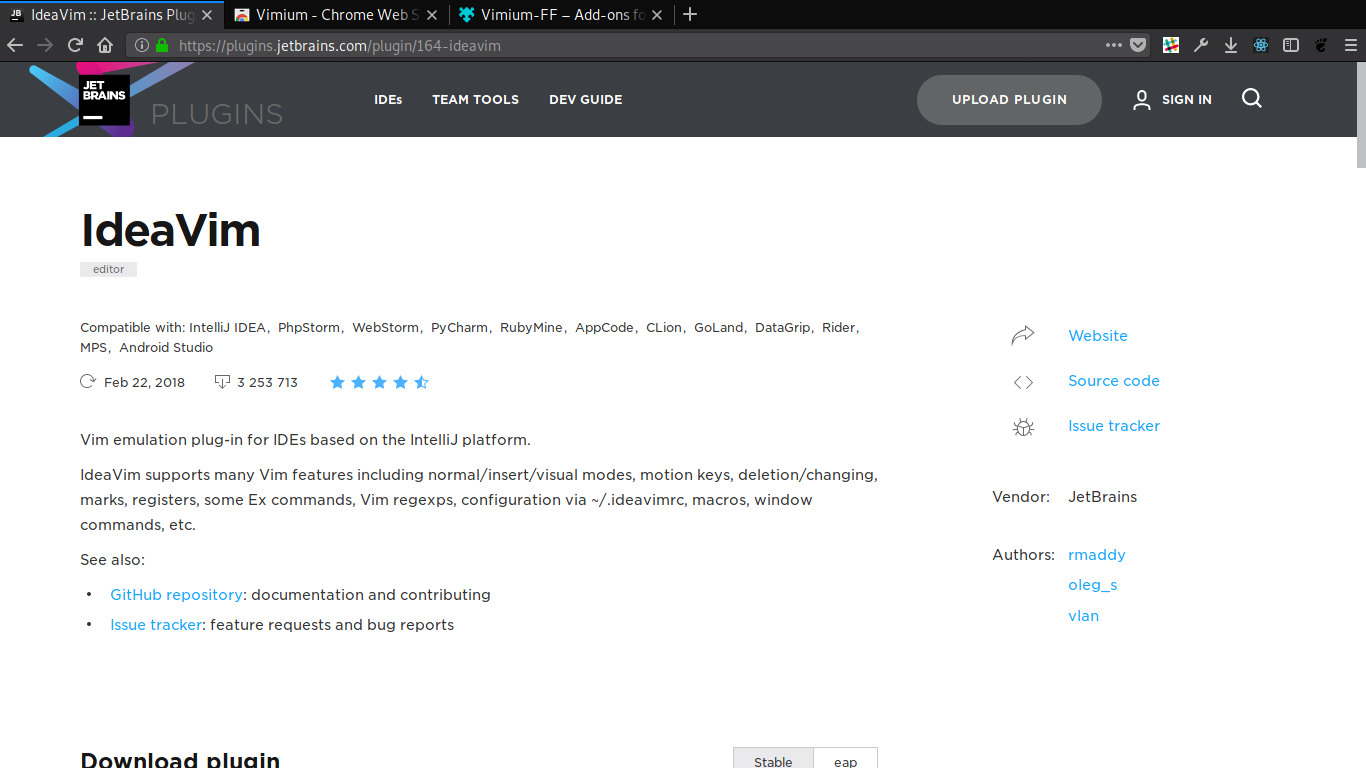 IdeaVim :: JetBrains Plug
Vimium - Chrome Web S
Vimium-FF – Add-ons fo
https://plugins.jetbrains.com/plugin/164-ideavim
JET
BRAINS
PLUGINS
IDEs
TEAM TOOLS
DEV GUIDE
UPLOAD PLUGIN
SIGN IN
IdeaVim
editor
Compatible with: IntelliJ IDEA, PhpStorm, WebStorm, PyCharm, RubyMine, AppCode, CLion, GoLand, DataGrip, Rider,
MPS, Android Studio
Feb 22, 2018
3 253 713
Vim emulation plug-in for IDEs based on the IntelliJ platform.
IdeaVim supports many Vim features including normal/insert/visual modes, motion keys, deletion/changing,
marks, registers, some Ex commands, Vim regexps, configuration via ~/.ideavimrc, macros, window
commands, etc.
See also:
• GitHub repository: documentation and contributing
• Issue tracker: feature requests and bug reports
Website
Source code
Issue tracker
Vendor: JetBrains
Authors: rmaddy
oleg_s
vlan
Download plugin
Stable
eap